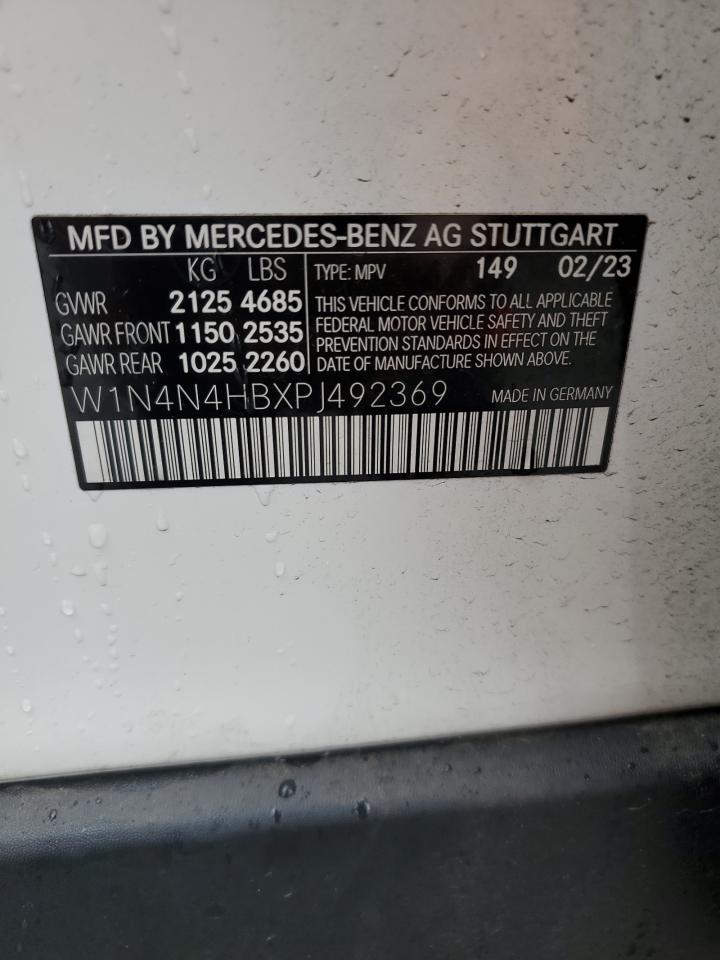 MFD BY MERCEDES-BENZ AG STUTTGART
KG LBS TYPE: MPV 149 02/23
GVWR 2125 4685 THIS VEHICLE CONFORMS TO ALL APPLICABLE
GAWR FRONT 1150 2535 FEDERAL MOTOR VEHICLE SAFETY AND THEFT
PREVENTION STANDARDS IN EFFECT ON THE
GAWR REAR 1025 2260 DATE OF MANUFACTURE SHOWN ABOVE.
W1N4N4HBXPJ492369 MADE IN GERMANY